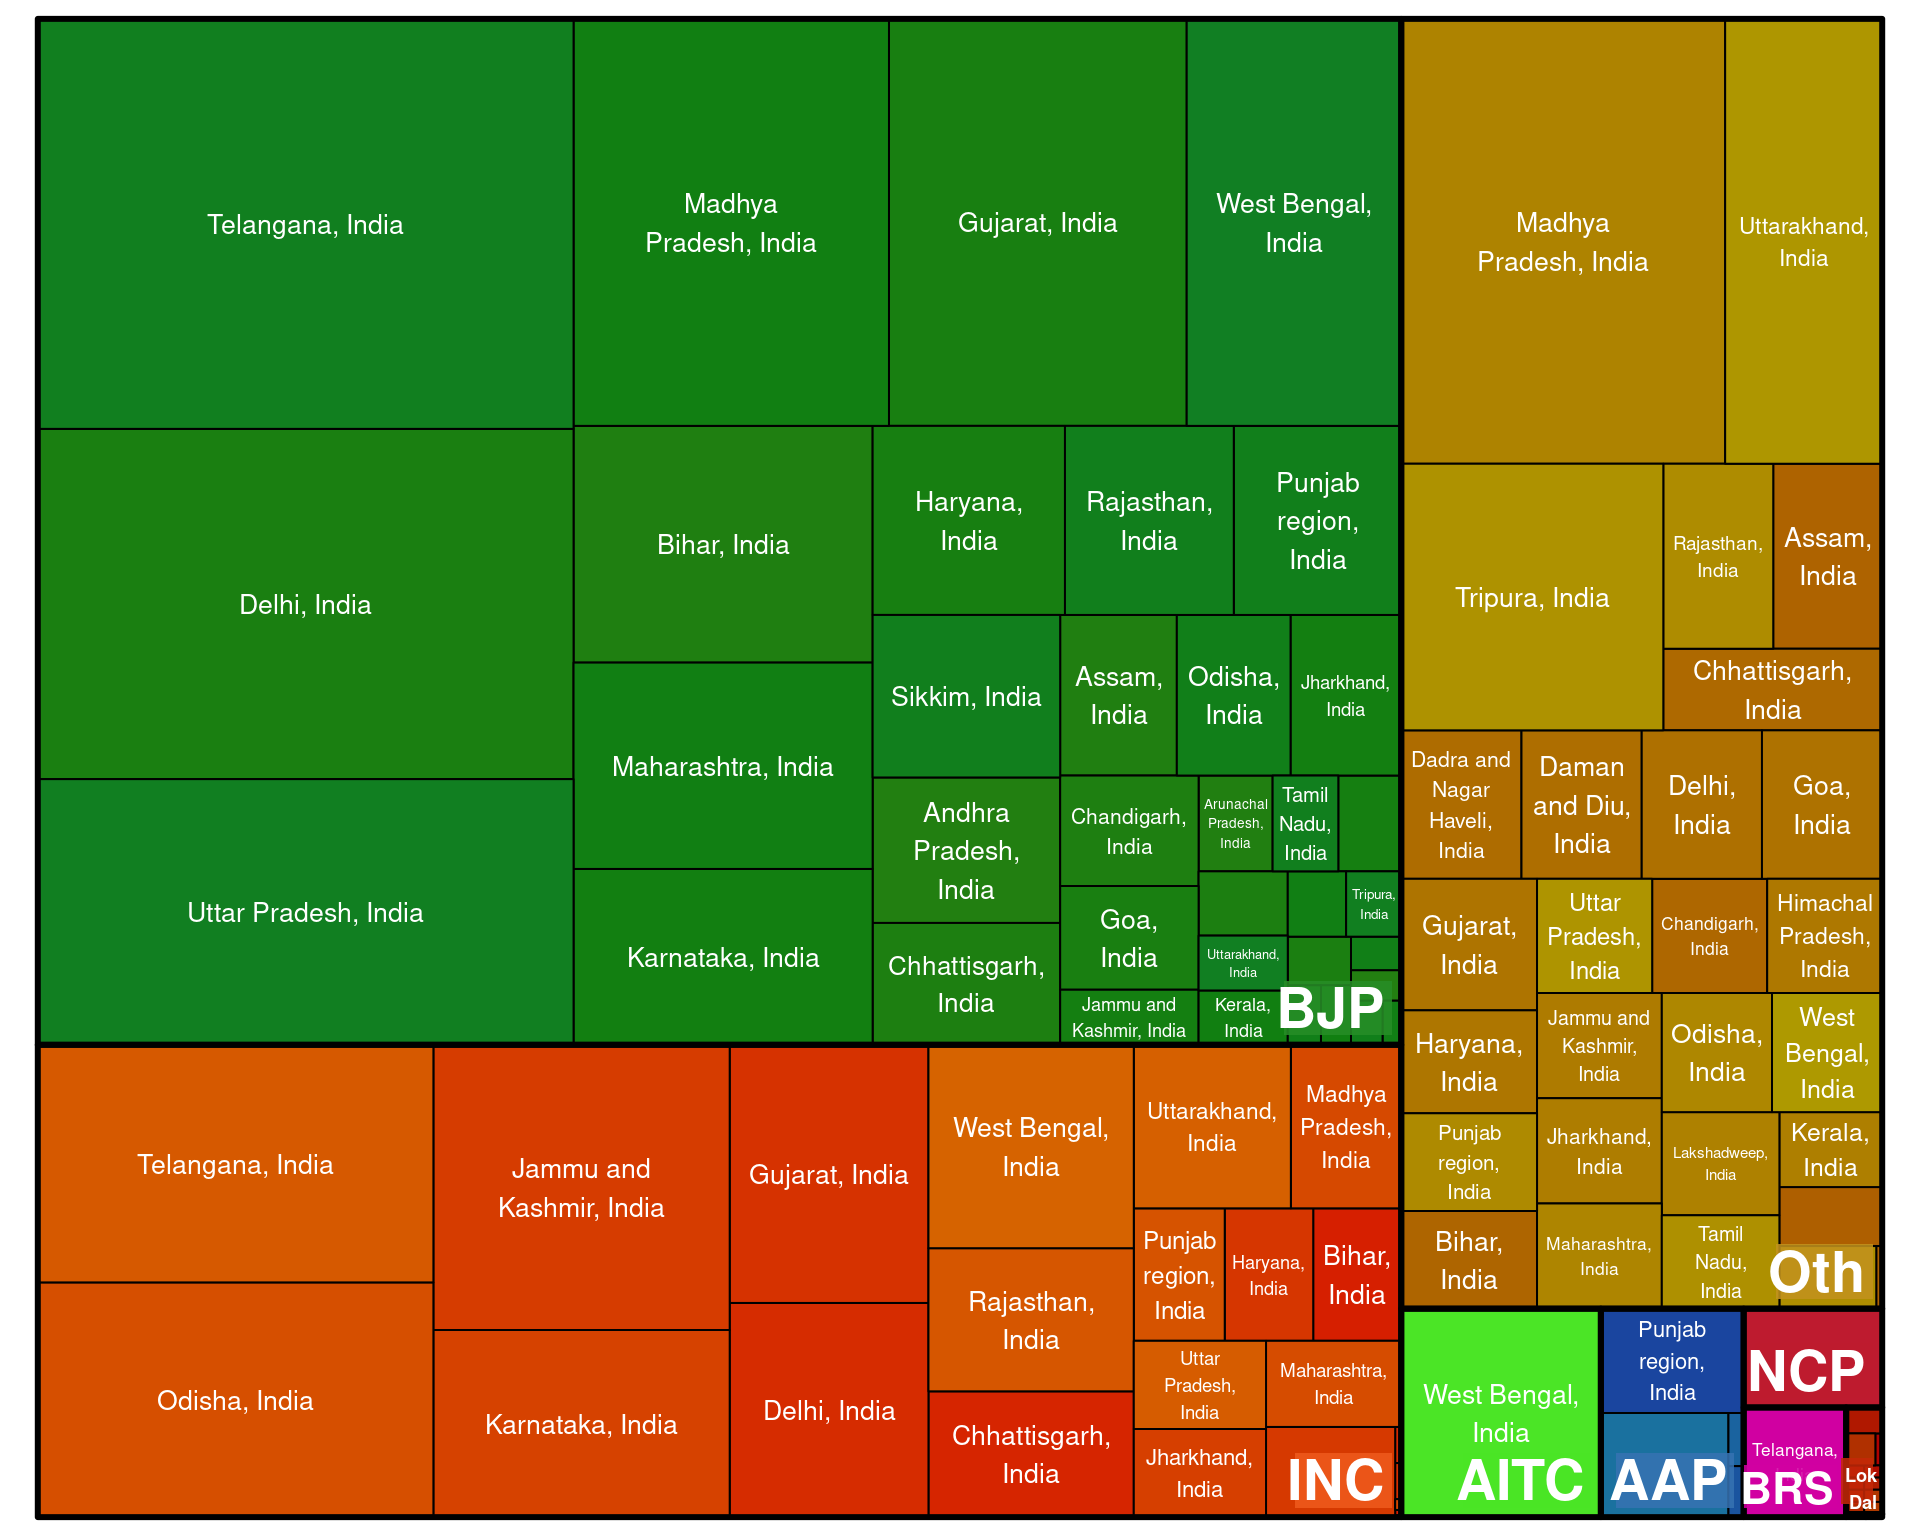 Telangana, India
Madhya
Pradesh, India
Gujarat, India
West Bengal,
India
Delhi, India
Uttar Pradesh, India
Bihar, India
Maharashtra, India
Karnataka, India
Haryana,
India
Rajasthan,
India
Punjab
region,
India
Sikkim, India
Assam,
India
Odisha,
India
Jharkhand,
India
Andhra
Pradesh,
India
Chhattisgarh,
India
Chandigarh,
India
Goa,
India
Jammu and
Kashmir, India
Arunachal
Pradesh,
India
Tamil
Nadu,
India
Tripura,
India
Uttarakhand,
India
Kerala,
India
BJP
Telangana, India
Odisha, India
Jammu and
Kashmir, India
Karnataka, India
Gujarat, India
Delhi, India
West Bengal,
India
Rajasthan,
India
Chhattisgarh,
India
Uttarakhand,
India
Madhya
Pradesh,
India
Punjab
region,
India
Haryana,
India
Bihar,
India
Uttar
Pradesh,
India
Maharashtra,
India
Jharkhand,
India
INC
Madhya
Pradesh, India
Uttarakhand,
India
Tripura, India
Rajasthan,
India
Assam,
India
Chhattisgarh,
India
Dadra and
Nagar
Haveli,
India
Daman
and Diu,
India
Delhi,
India
Goa,
India
Gujarat,
India
Uttar
Pradesh,
India
Chandigarh,
India
Himachal
Pradesh,
India
Haryana,
India
Jammu and
Kashmir,
India
Odisha,
India
West
Bengal,
India
Punjab
region,
India
Jharkhand,
India
Lakshadweep,
India
Kerala,
India
Bihar,
India
Maharashtra,
India
Tamil
Nadu,
India
Oth
West Bengal,
India
AITC
Punjab
region,
India
AAP
NCP
Telangana,
BRS
Lok
Dal